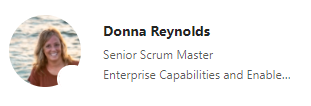 Donna Reynolds
Senior Scrum Master
Enterprise Capabilities and Enable...